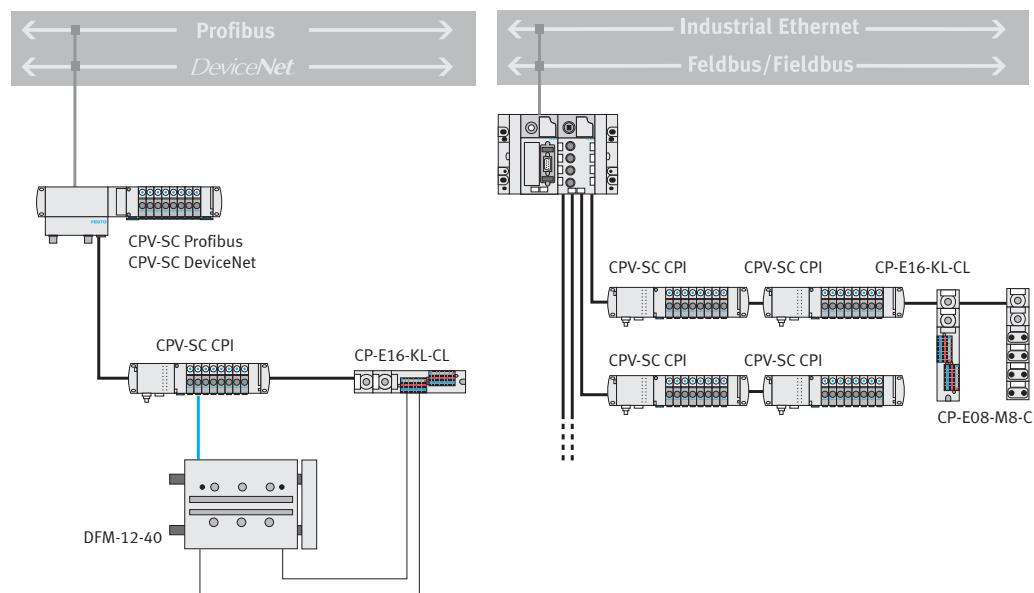 Profibus
DeviceNet
Industrial Ethernet
Feldbus/Fieldbus
FESTO
CPV-SC Profibus
CPV-SC DeviceNet
CPV-SC CPI
CP-E16-KL-CL
DFM-12-40
CPV-SC CPI
CPV-SC CPI
CP-E16-KL-CL
CPV-SC CPI
CPV-SC CPI
CP-E08-M8-C